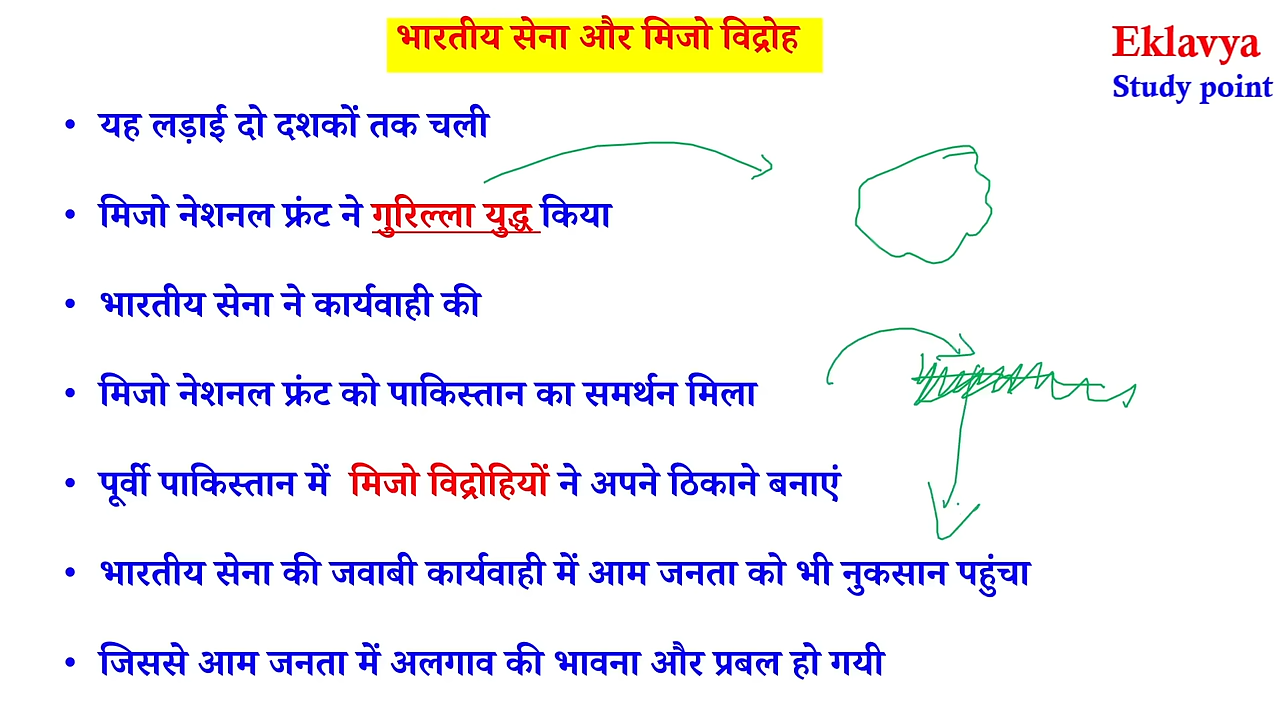 भारतीय सेना और मिजो विद्रोह
Eklavya
Study point
• यह लड़ाई दो दशकों तक चली
• मिजो नेशनल फ्रंट ने गुरिल्ला युद्ध किया
• भारतीय सेना ने कार्यवाही की
• मिजो नेशनल फ्रंट को पाकिस्तान का समर्थन मिला
• पूर्वी पाकिस्तान में मिजो विद्रोहियों ने अपने ठिकाने बनाएं
• भारतीय सेना की जवाबी कार्यवाही में आम जनता को भी नुकसान पहुंचा
• जिससे आम जनता में अलगाव की भावना और प्रबल हो गयी